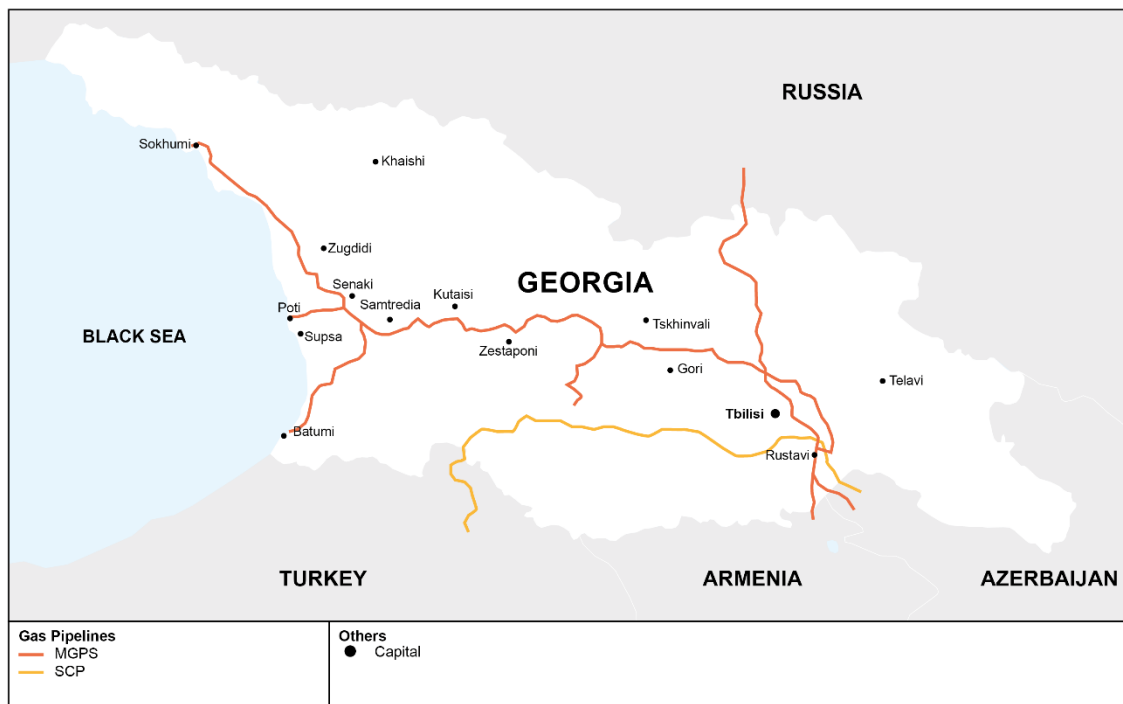 RUSSIA
Sokhumi
Khaishi
Zugdidi
GEORGIA
Senaki
Kutaisi
Samtredia
Poti
Tskhinvali
BLACK SEA
Supsa
Zestaponi
Gori
Telavi
Tbilisi
Batumi
Rustavi
TURKEY
ARMENIA
AZERBAIJAN
Gas Pipelines
MGPS
SCP
Others
Capital